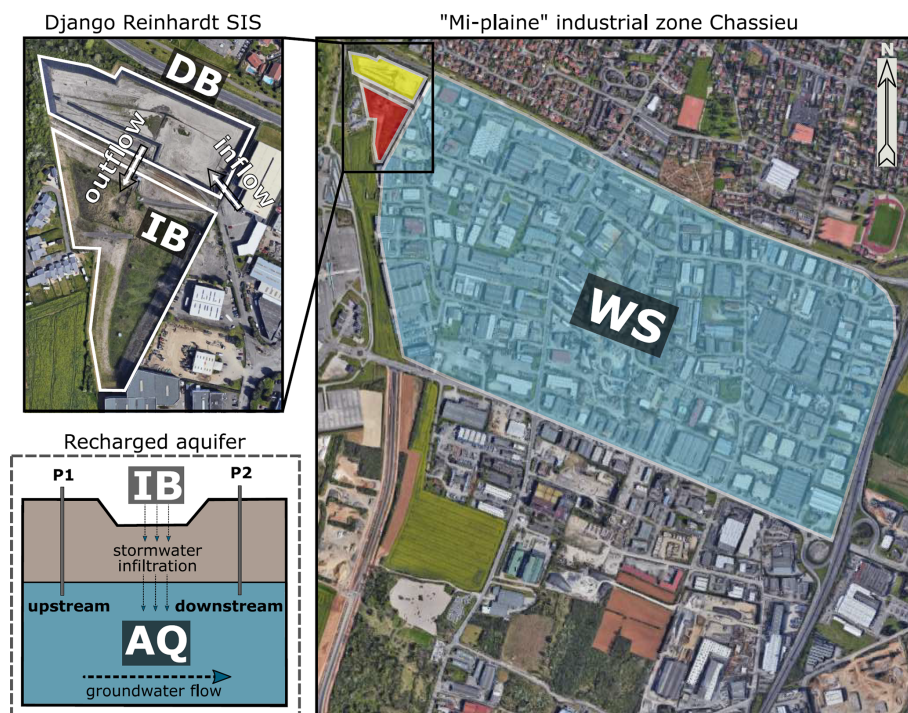 Django Reinhardt SIS
"Mi-plaine" industrial zone Chassieu
DB
outflow
inflow
IB
N
WS
Recharged aquifer
P1
IB
P2
stormwater
infiltration
upstream
downstream
AQ
groundwater flow